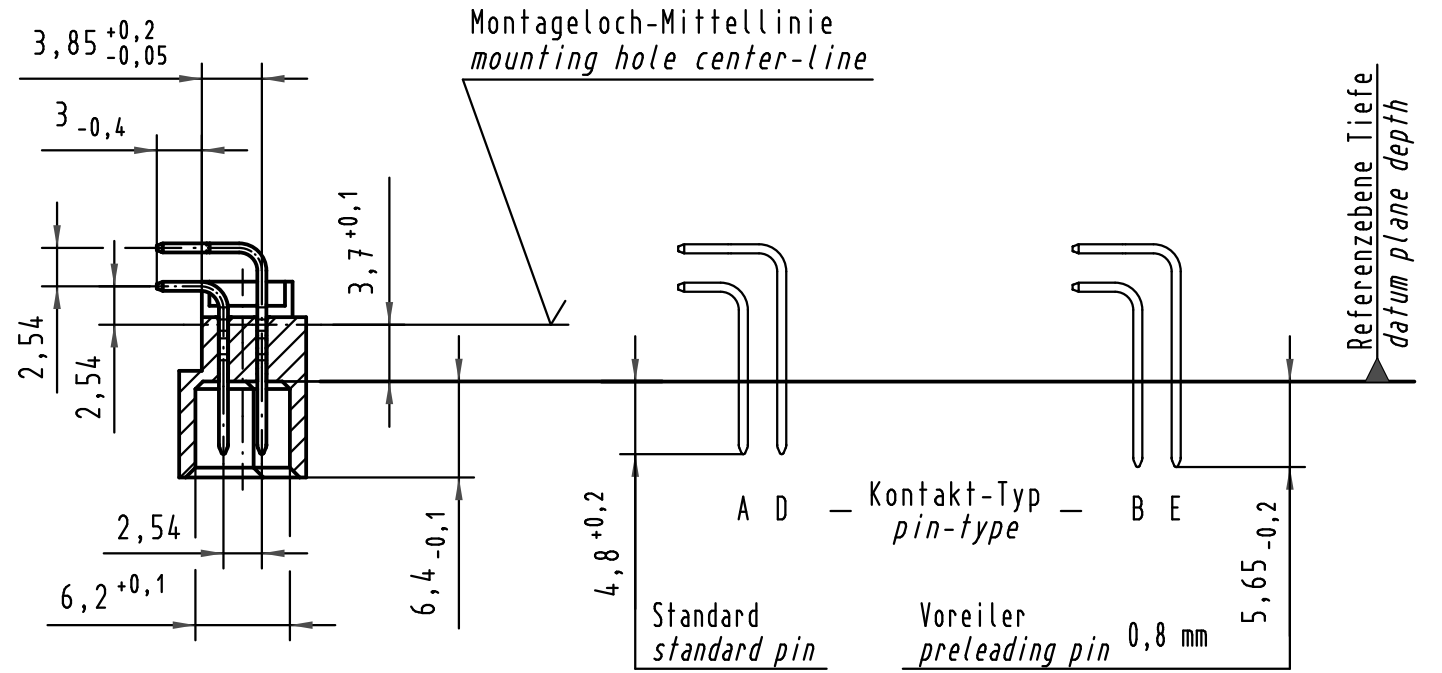 Montageloch-Mittellinie
mounting hole center-line
3,85 +0,2 -0,05
3 -0,4
2,54
2,54
3,7 +0,1
2,54
6,2 +0,1
6,4 -0,1
4,8 +0,2
A D — Kontakt-Typ — B E
pin-type
Standard
standard pin
Voreiler
preleading pin 0,8 mm
5,65 -0,2
Referenzebene Tiefe
datum plane depth